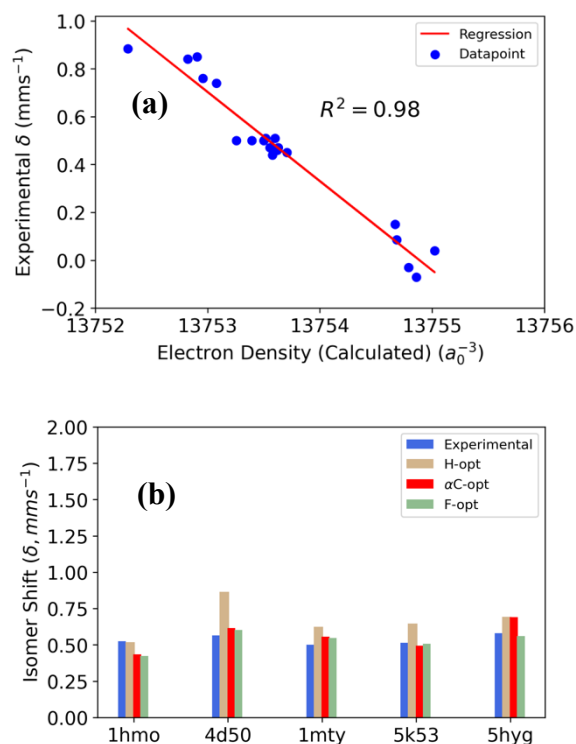 1.0
0.8
0.6
0.4
0.2
0.0
−0.2
Experimental δ (mms⁻¹)
Regression
Datapoint
(a)
R² = 0.98
13752 13753 13754 13755 13756
Electron Density (Calculated) (a₀⁻³)
2.00
1.75
1.50
1.25
1.00
0.75
0.50
0.25
0.00
Isomer Shift (δ, mms⁻¹)
Experimental
H-opt
αC-opt
F-opt
(b)
1hmo 4d50 1mty 5k53 5hyg